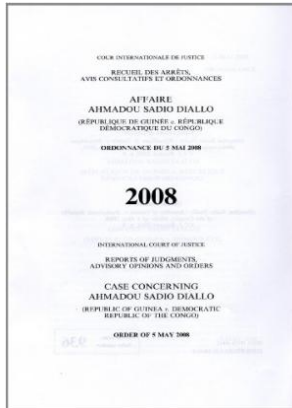 COUR INTERNATIONALE DE JUSTICE
RECUEIL DES ARRÊTS,
AVIS CONSULTATIFS ET ORDONNANCES
AFFAIRE
AHMADOU SADIO DIALLO
(RÉPUBLIQUE DE GUINÉE c. RÉPUBLIQUE
DÉMOCRATIQUE DU CONGO)
ORDONNANCE DU 5 MAI 2008
2008
INTERNATIONAL COURT OF JUSTICE
REPORTS OF JUDGMENTS,
ADVISORY OPINIONS AND ORDERS
CASE CONCERNING
AHMADOU SADIO DIALLO
(REPUBLIC OF GUINEA v. DEMOCRATIC
REPUBLIC OF THE CONGO)
ORDER OF 5 MAY 2008